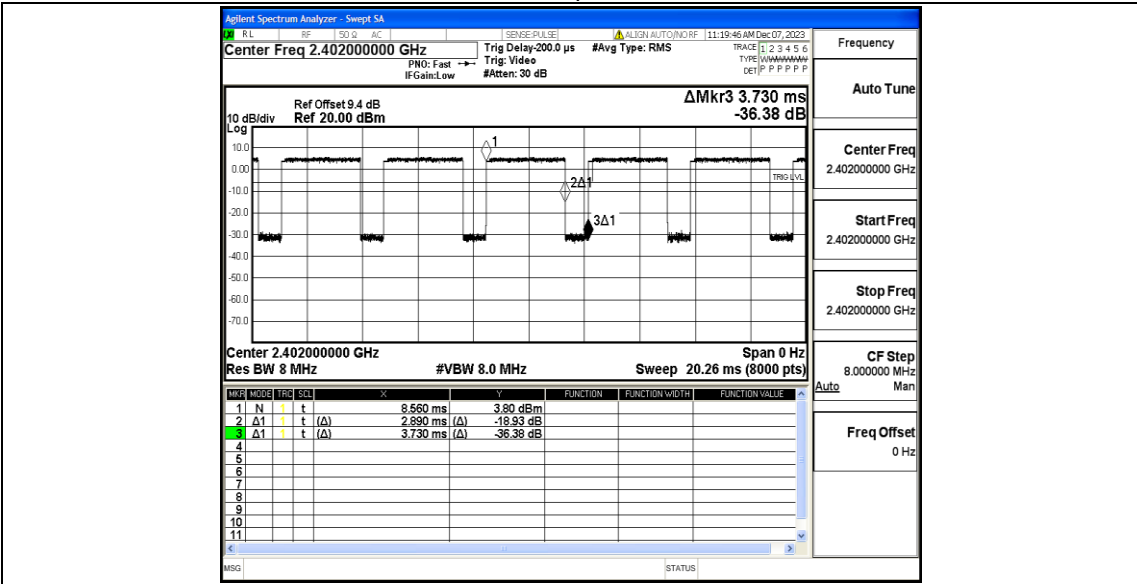 Agilent Spectrum Analyzer - Swept SA
RL RF 50 Ω AC SENSE:PULSE ALIGN AUTO/NO RF 11:19:46 AM Dec 07, 2023
Center Freq 2.402000000 GHz Trig Delay-200.0 µs #Avg Type: RMS TRACE 1 2 3 4 5 6
PNO: Fast Trig: Video TYPE WWWWWW
IFGain:Low #Atten: 30 dB DET P P P P P P
Frequency
Auto Tune
ΔMkr3 3.730 ms
-36.38 dB
Ref Offset 9.4 dB
10 dB/div Ref 20.00 dBm
Log
10.0
0.00
-10.0
-20.0
-30.0
-40.0
-50.0
-60.0
-70.0
1
2Δ1
3Δ1
TRIG LVL
Center 2.402000000 GHz Span 0 Hz
Res BW 8 MHz #VBW 8.0 MHz Sweep 20.26 ms (8000 pts)
Center Freq
2.402000000 GHz
Start Freq
2.402000000 GHz
Stop Freq
2.402000000 GHz
CF Step
8.000000 MHz
Auto Man
Freq Offset
0 Hz
MKR MODE TRC SCL X Y FUNCTION FUNCTION WIDTH FUNCTION VALUE
1 N 1 t 8.560 ms 3.80 dBm
2 Δ1 1 t (Δ) 2.890 ms (Δ) -18.93 dB
3 Δ1 1 t (Δ) 3.730 ms (Δ) -36.38 dB
4
5
6
7
8
9
10
11
MSG STATUS